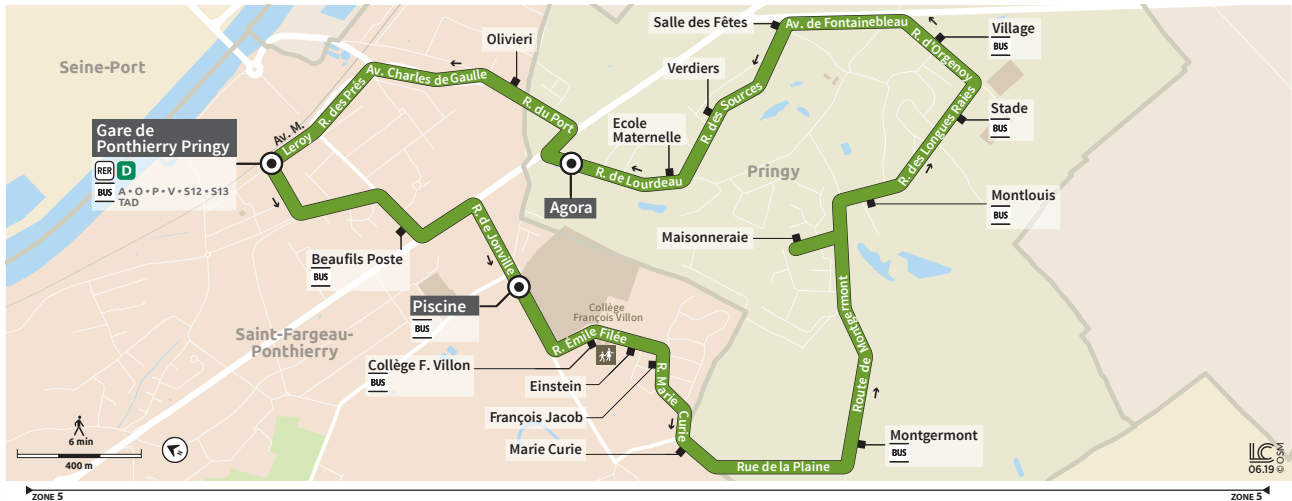 Seine-Port
Gare de
Ponthierry Pringy
RER D
BUS A • O • P • V • S12 • S13
TAD
Av. M.
Leroy
R. des Prés
Av. Charles de Gaulle
Olivieri
R. du Port
Agora
R. de Lourdeau
Ecole
Maternelle
Verdiers
R. des Sources
Salle des Fêtes
Av. de Fontainebleau
R. d'Orgenoy
Village
BUS
Stade
BUS
R. des Longues Raies
Pringy
Montlouis
BUS
Maisonneraie
Route de Montgermont
Montgermont
BUS
Rue de la Plaine
Beaufils Poste
BUS
R. de Jonville
Piscine
BUS
Saint-Fargeau-
Ponthierry
Collège
François Villon
R. Émile Filée
Collège F. Villon
BUS
Einstein
François Jacob
R. Marie Curie
Marie Curie
6 min
400 m
LC
06.19 © OSM
ZONE 5
ZONE 5